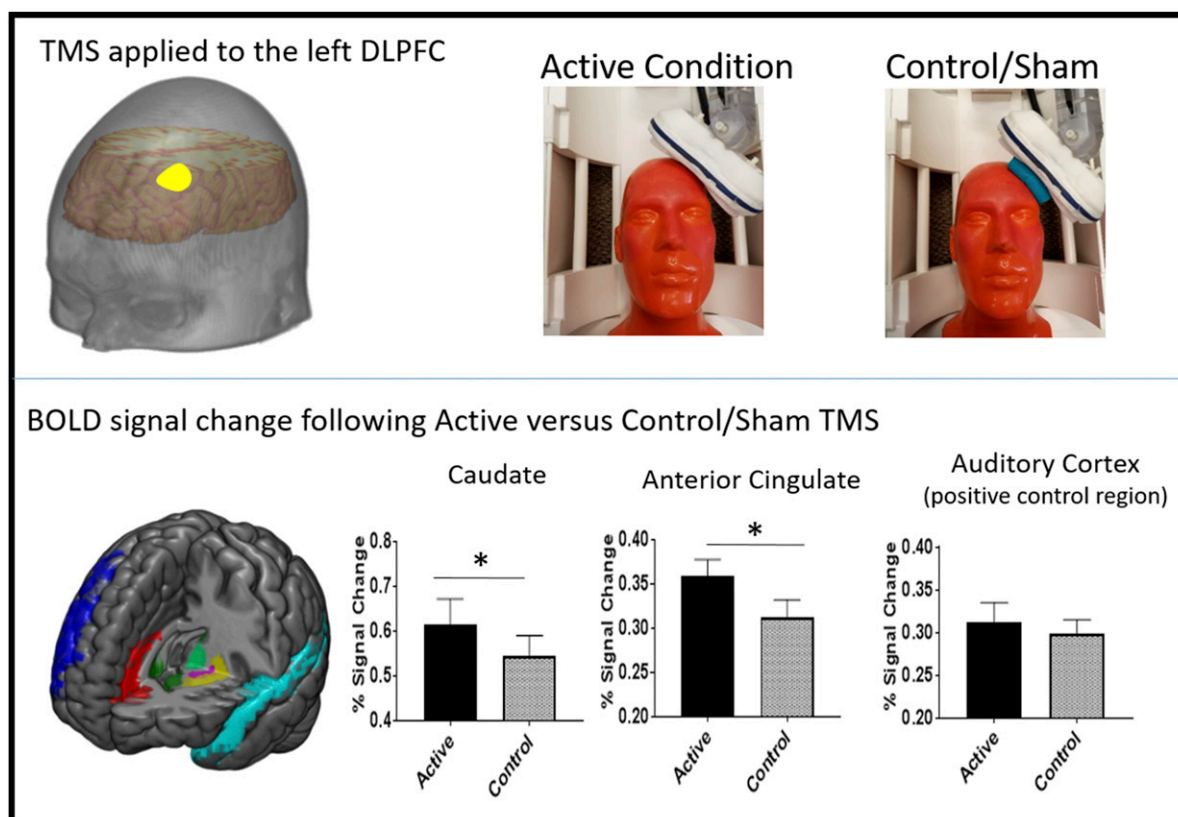 TMS applied to the left DLPFC
Active Condition
Control/Sham
BOLD signal change following Active versus Control/Sham TMS
Caudate
% Signal Change
0.8
0.7
0.6
0.5
0.4
*
Active
Control
Anterior Cingulate
% Signal Change
0.40
0.35
0.30
0.25
0.20
*
Active
Control
Auditory Cortex
(positive control region)
% Signal Change
0.40
0.35
0.30
0.25
0.20
Active
Control